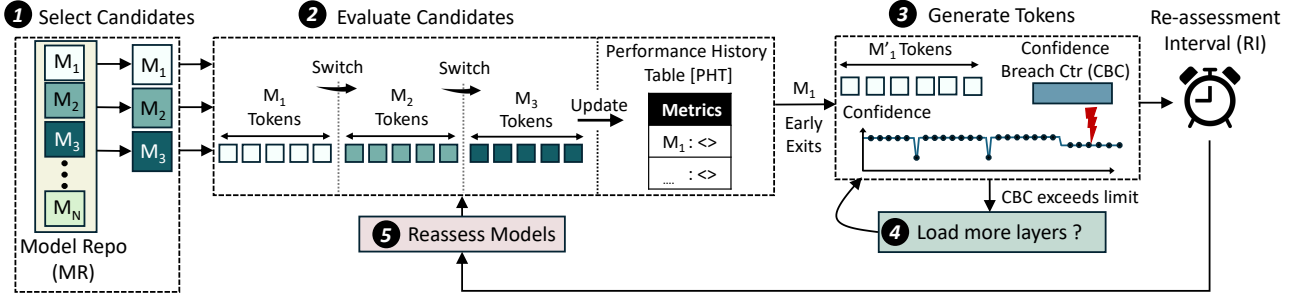 1 Select Candidates
M1
M2
M3
MN
M1
M2
M3
Model Repo
(MR)
2 Evaluate Candidates
Switch
Switch
M1
Tokens
M2
Tokens
M3
Tokens
Update
Performance History
Table [PHT]
Metrics
M1 : <>
.... : <>
M1
Early
Exits
3 Generate Tokens
M'1 Tokens
Confidence
Breach Ctr (CBC)
Confidence
CBC exceeds limit
4 Load more layers ?
5 Reassess Models
Re-assessment
Interval (RI)